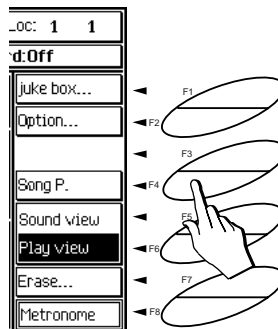 Loc: 1 1
d:Off
juke box...
F1
Option...
F2
F3
Song P.
F4
Sound view
F5
Play view
F6
Erase...
F7
Metronome
F8